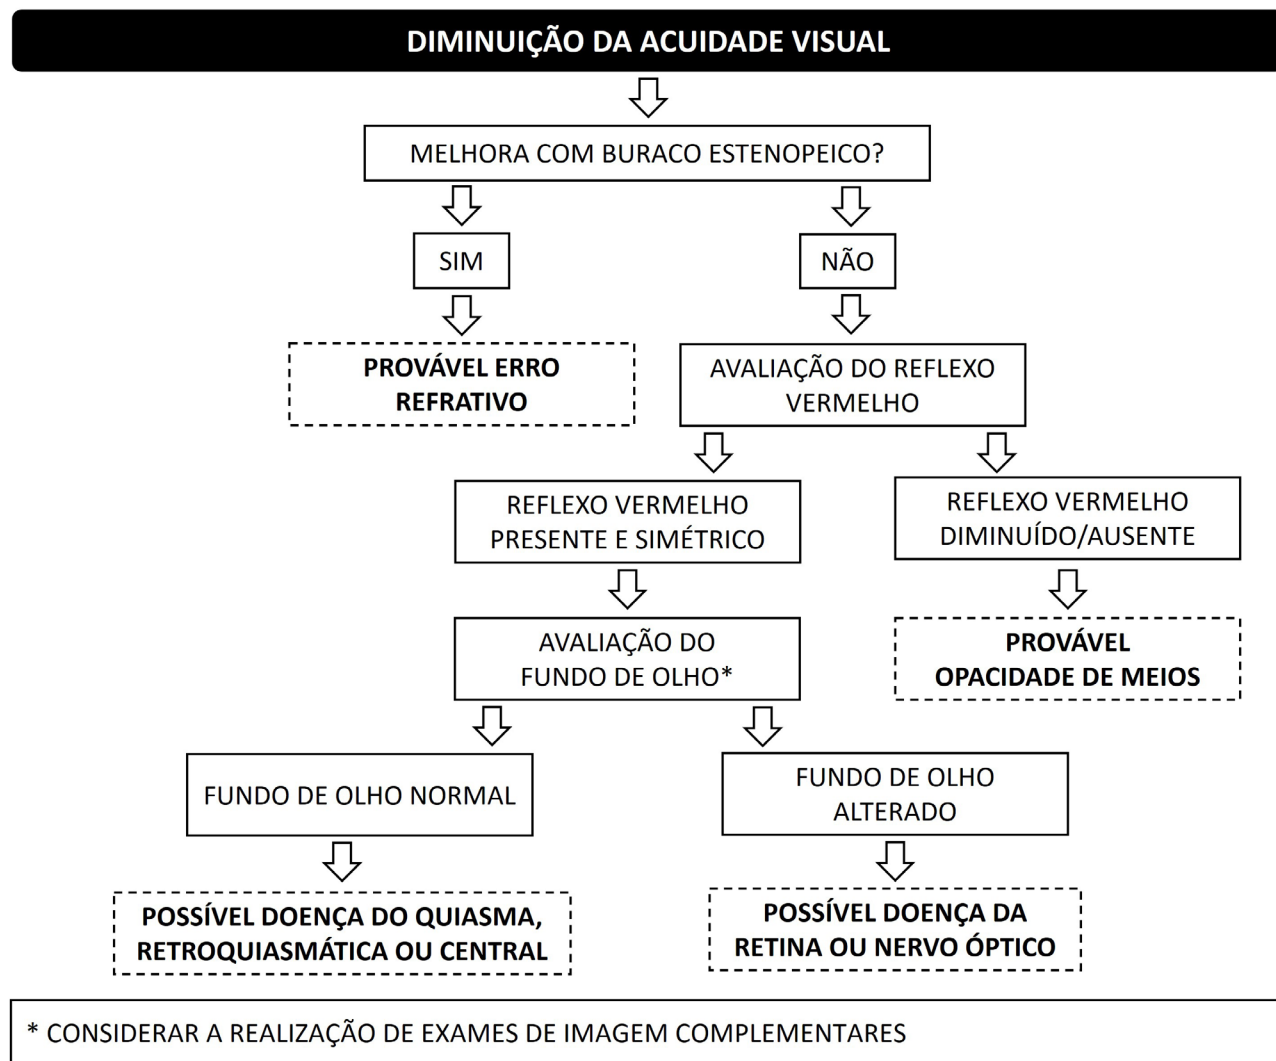 DIMINUIÇÃO DA ACUIDADE VISUAL
MELHORA COM BURACO ESTENOPEICO?
SIM
NÃO
PROVÁVEL ERRO
REFRATIVO
AVALIAÇÃO DO REFLEXO
VERMELHO
REFLEXO VERMELHO
PRESENTE E SIMÉTRICO
REFLEXO VERMELHO
DIMINUÍDO/AUSENTE
AVALIAÇÃO DO
FUNDO DE OLHO*
PROVÁVEL
OPACIDADE DE MEIOS
FUNDO DE OLHO NORMAL
FUNDO DE OLHO
ALTERADO
POSSÍVEL DOENÇA DO QUIASMA,
RETROQUIASMÁTICA OU CENTRAL
POSSÍVEL DOENÇA DA
RETINA OU NERVO ÓPTICO
* CONSIDERAR A REALIZAÇÃO DE EXAMES DE IMAGEM COMPLEMENTARES